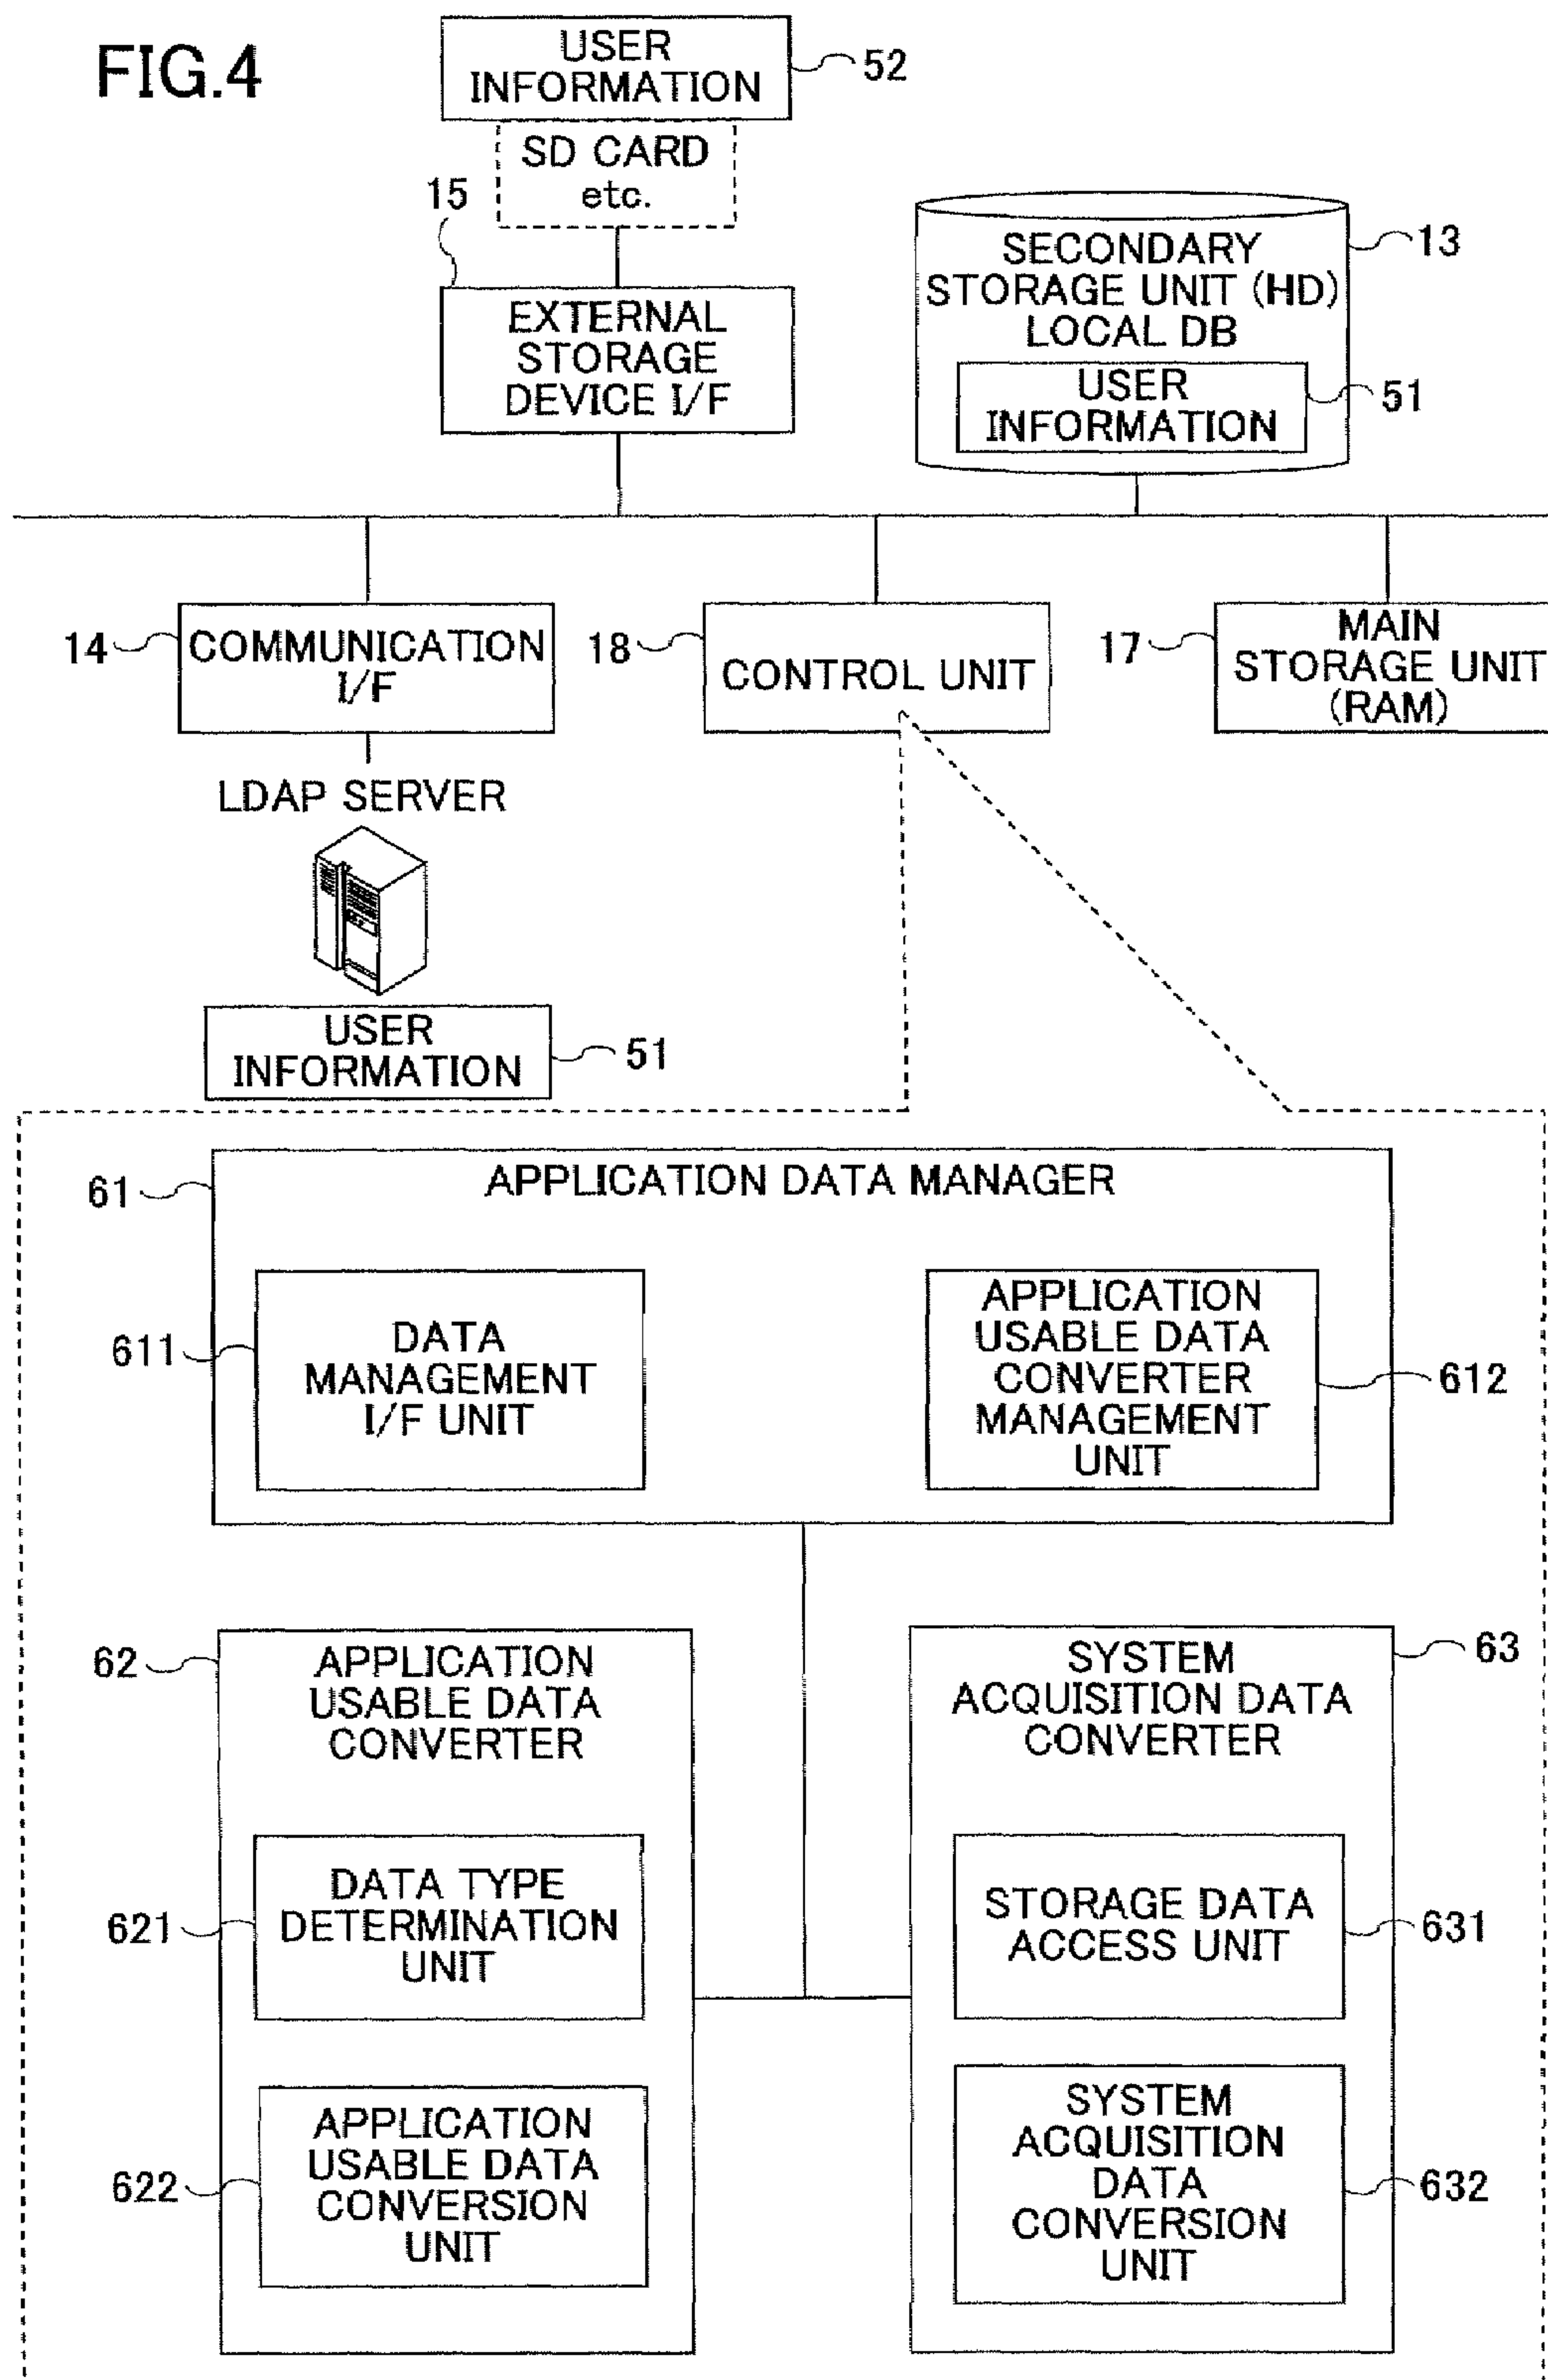 FIG.4
USER
INFORMATION
52
SD CARD
etc.
15
EXTERNAL
STORAGE
DEVICE I/F
SECONDARY
STORAGE UNIT (HD)
LOCAL DB
13
USER
INFORMATION
51
14
COMMUNICATION
I/F
18
CONTROL UNIT
17
MAIN
STORAGE UNIT
(RAM)
LDAP SERVER
USER
INFORMATION
51
61
APPLICATION DATA MANAGER
611
DATA
MANAGEMENT
I/F UNIT
APPLICATION
USABLE DATA
CONVERTER
MANAGEMENT
UNIT
612
62
APPLICATION
USABLE DATA
CONVERTER
621
DATA TYPE
DETERMINATION
UNIT
622
APPLICATION
USABLE DATA
CONVERSION
UNIT
SYSTEM
ACQUISITION DATA
CONVERTER
63
STORAGE DATA
ACCESS UNIT
631
SYSTEM
ACQUISITION
DATA
CONVERSION
UNIT
632